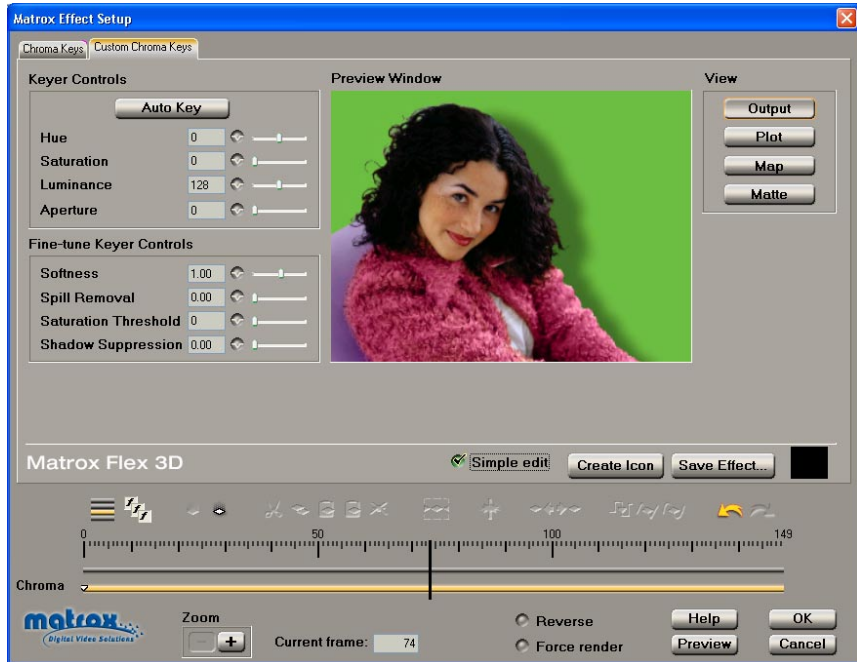 Matrox Effect Setup
Chroma Keys
Custom Chroma Keys
Keyer Controls
Auto Key
Hue 0
Saturation 0
Luminance 128
Aperture 0
Fine-tune Keyer Controls
Softness 1.00
Spill Removal 0.00
Saturation Threshold 0
Shadow Suppression 0.00
Preview Window
View
Output
Plot
Map
Matte
Matrox Flex 3D
Simple edit
Create Icon
Save Effect...
0 50 100 149
Chroma
matrox
Digital Video Solutions
Zoom
Current frame: 74
Reverse
Force render
Help
OK
Preview
Cancel